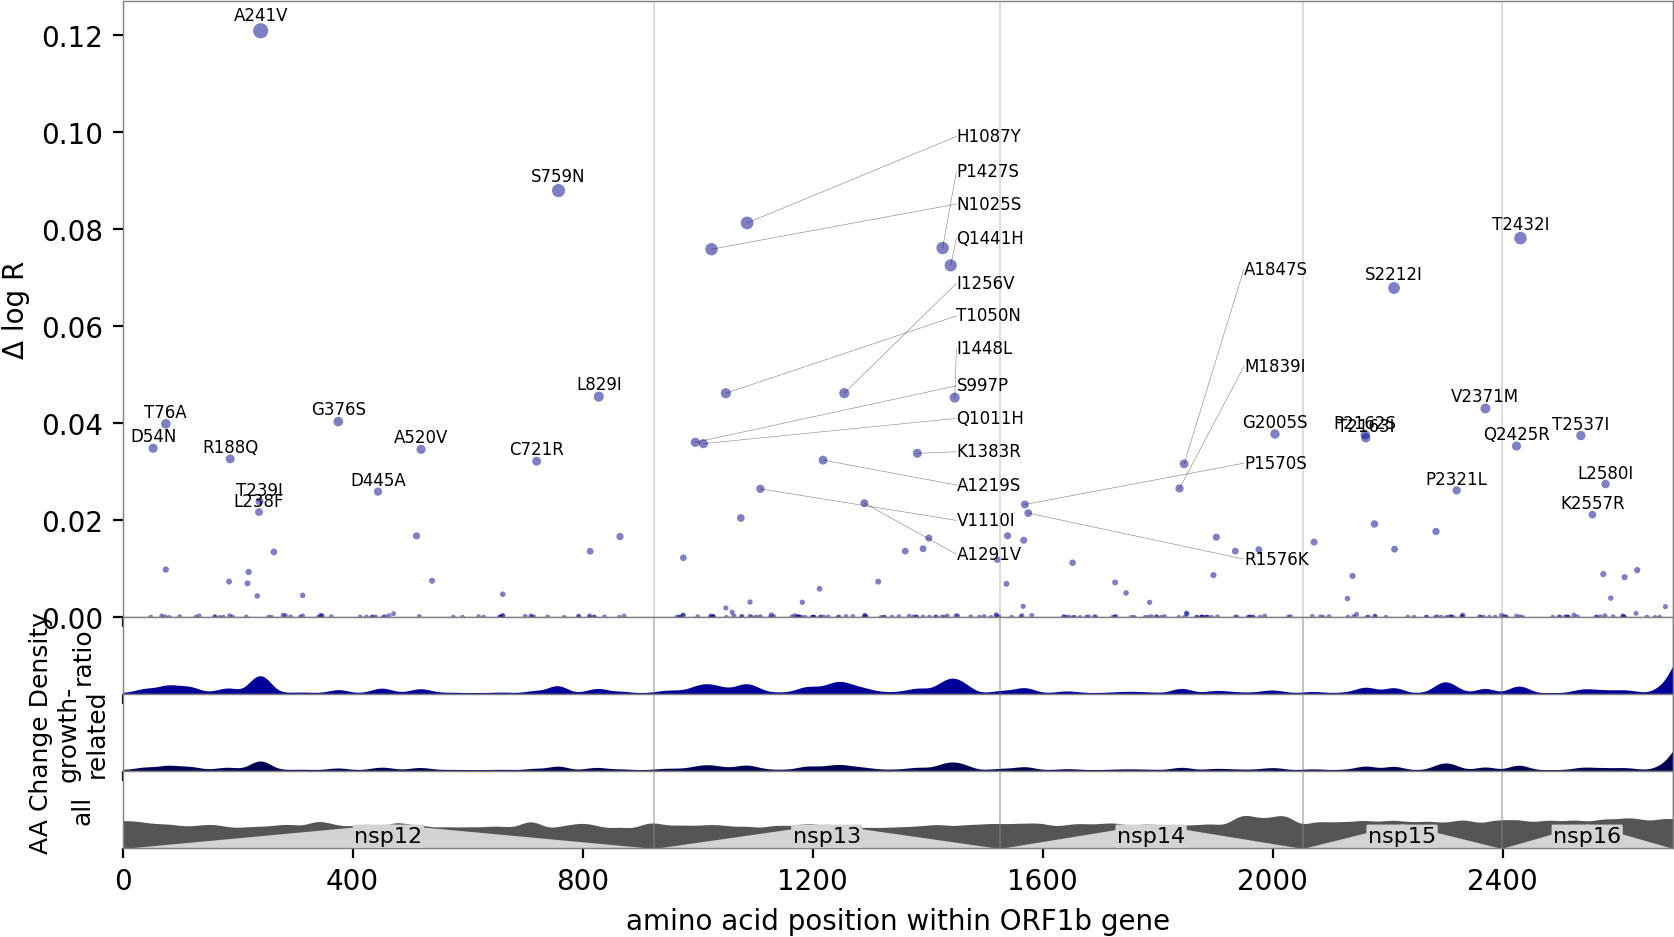 A241V
0.12
H1087Y
0.10
P1427S
S759N
N1025S
T2432I
0.08
Q1441H
A1847S
S2212I
I1256V
Δ log R
T1050N
0.06
I1448L
M1839I
L829I
S997P
V2371M
T76A
G376S
Q1011H
0.04
G2005S
P2162S
T2163I
T2537I
D54N
A520V
Q2425R
R188Q
C721R
K1383R
P1570S
L2580I
D445A
A1219S
P2321L
T239I
L238F
K2557R
0.02
V1110I
A1291V
R1576K
0.00
AA Change Density
ratio
growth-
related
all
nsp12
nsp13
nsp14
nsp15
nsp16
0
400
800
1200
1600
2000
2400
amino acid position within ORF1b gene